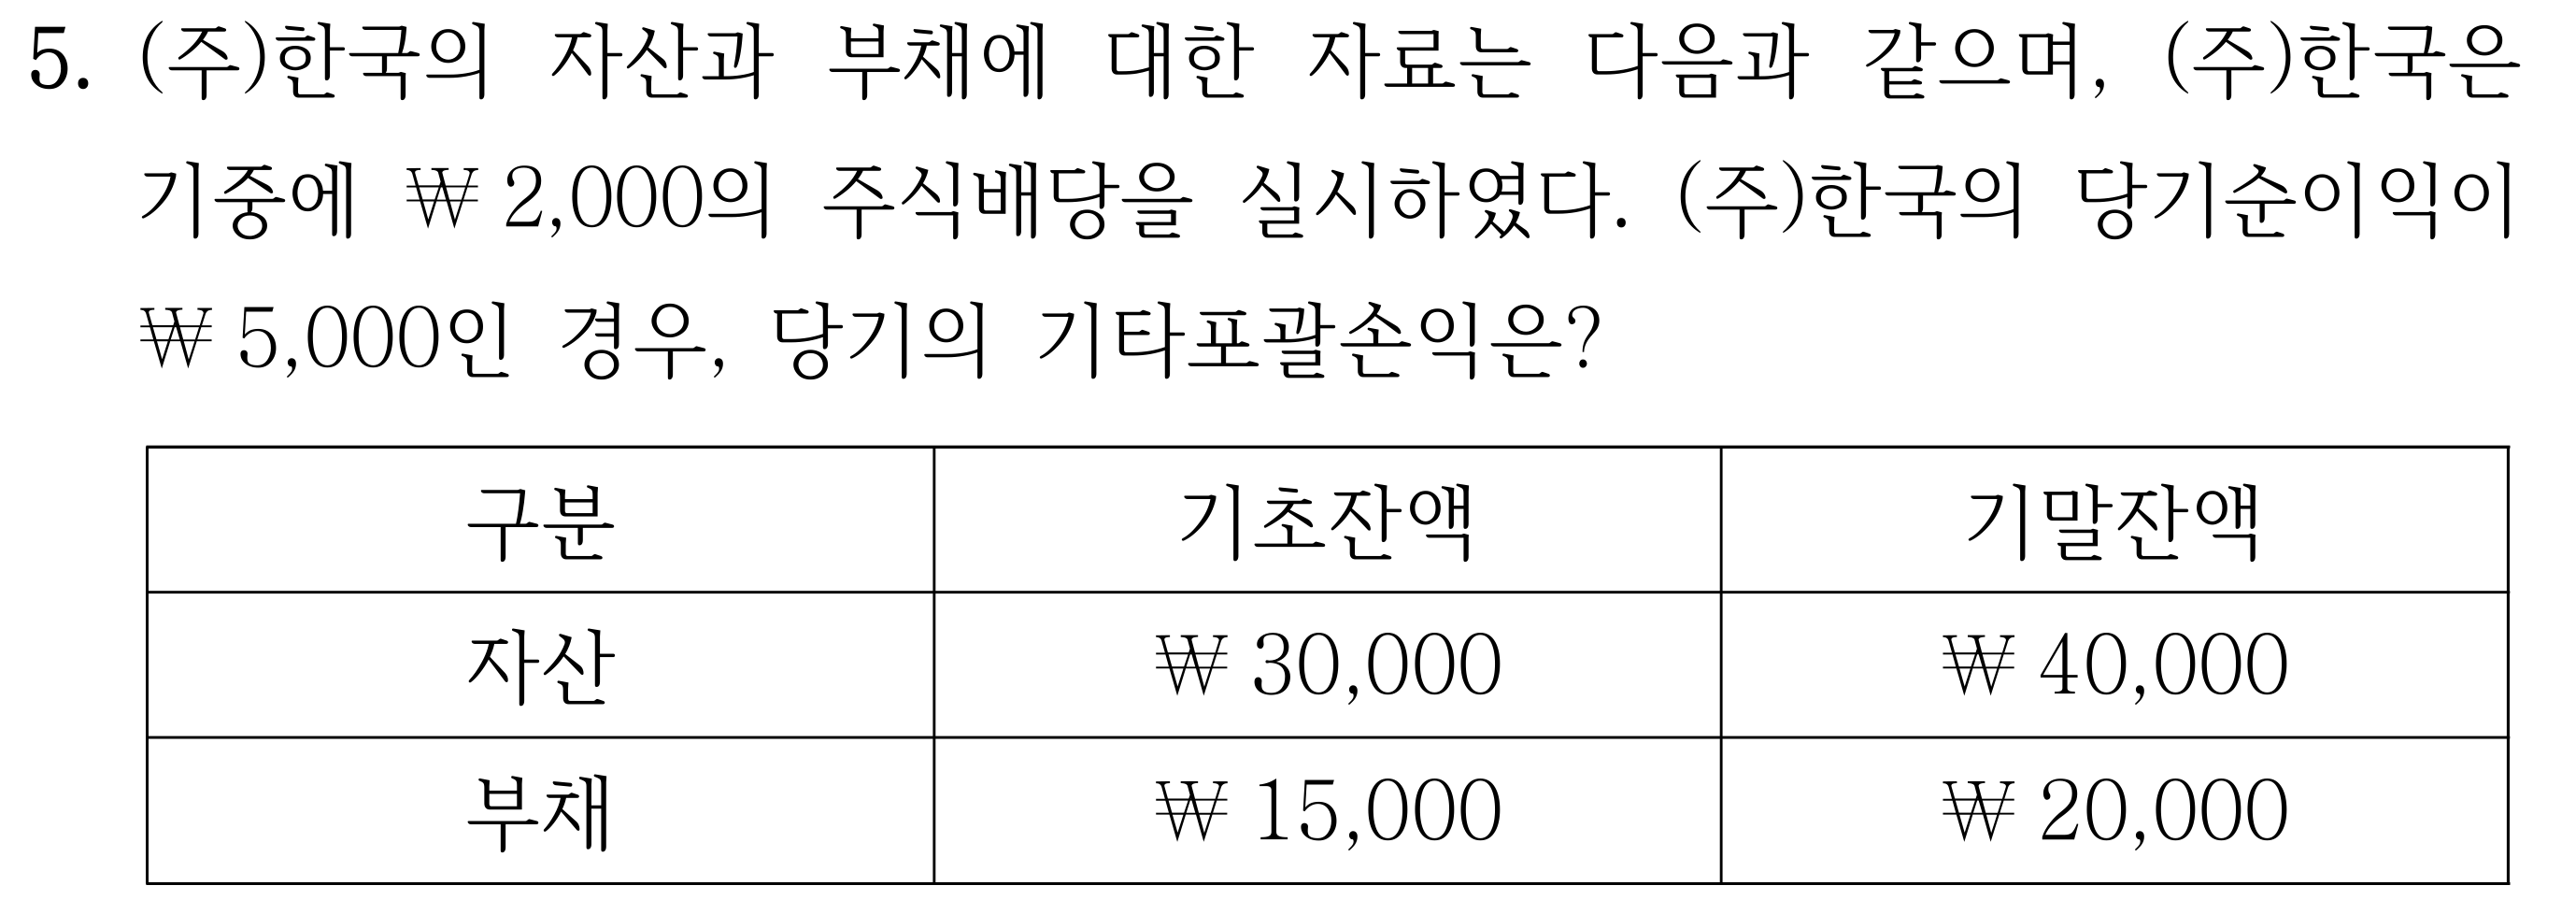 5. (주)한국의 자산과 부채에 대한 자료는 다음과 같으며, (주)한국은
기중에 ₩2,000의 주식배당을 실시하였다. (주)한국의 당기순이익이
₩5,000인 경우, 당기의 기타포괄손익은?
구분 기초잔액 기말잔액
자산 ₩30,000 ₩40,000
부채 ₩15,000 ₩20,000